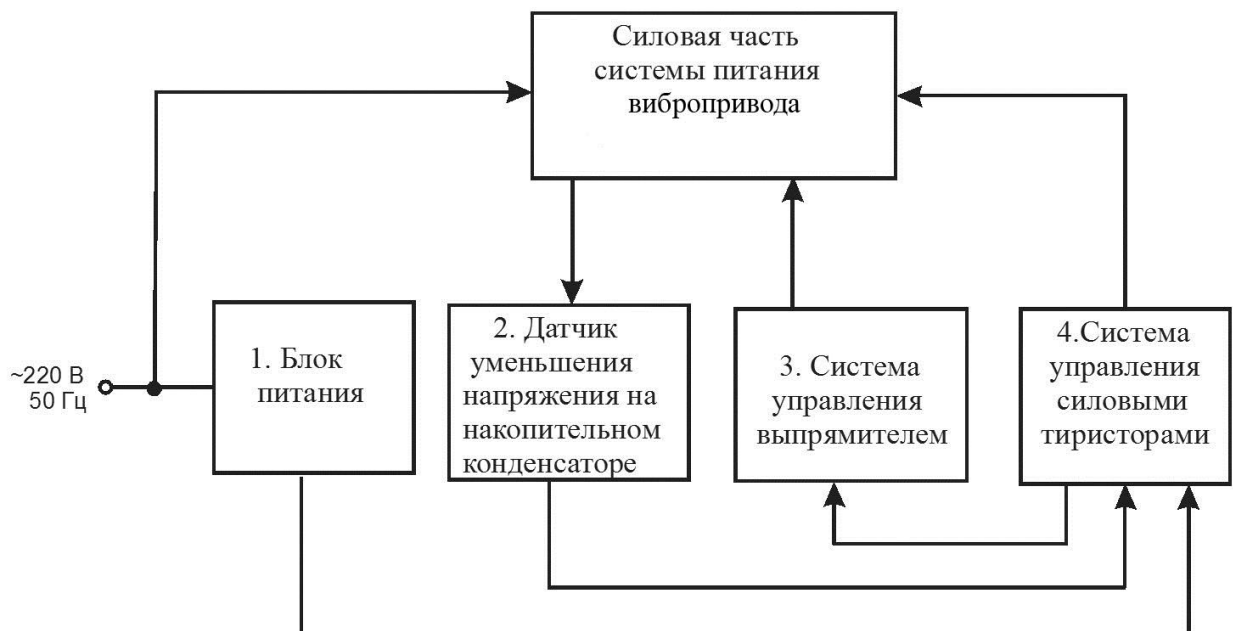 Силовая часть
системы питания
вибропривода
~220 В
50 Гц
1. Блок
питания
2. Датчик
уменьшения
напряжения на
накопительном
конденсаторе
3. Система
управления
выпрямителем
4.Система
управления
силовыми
тиристорами